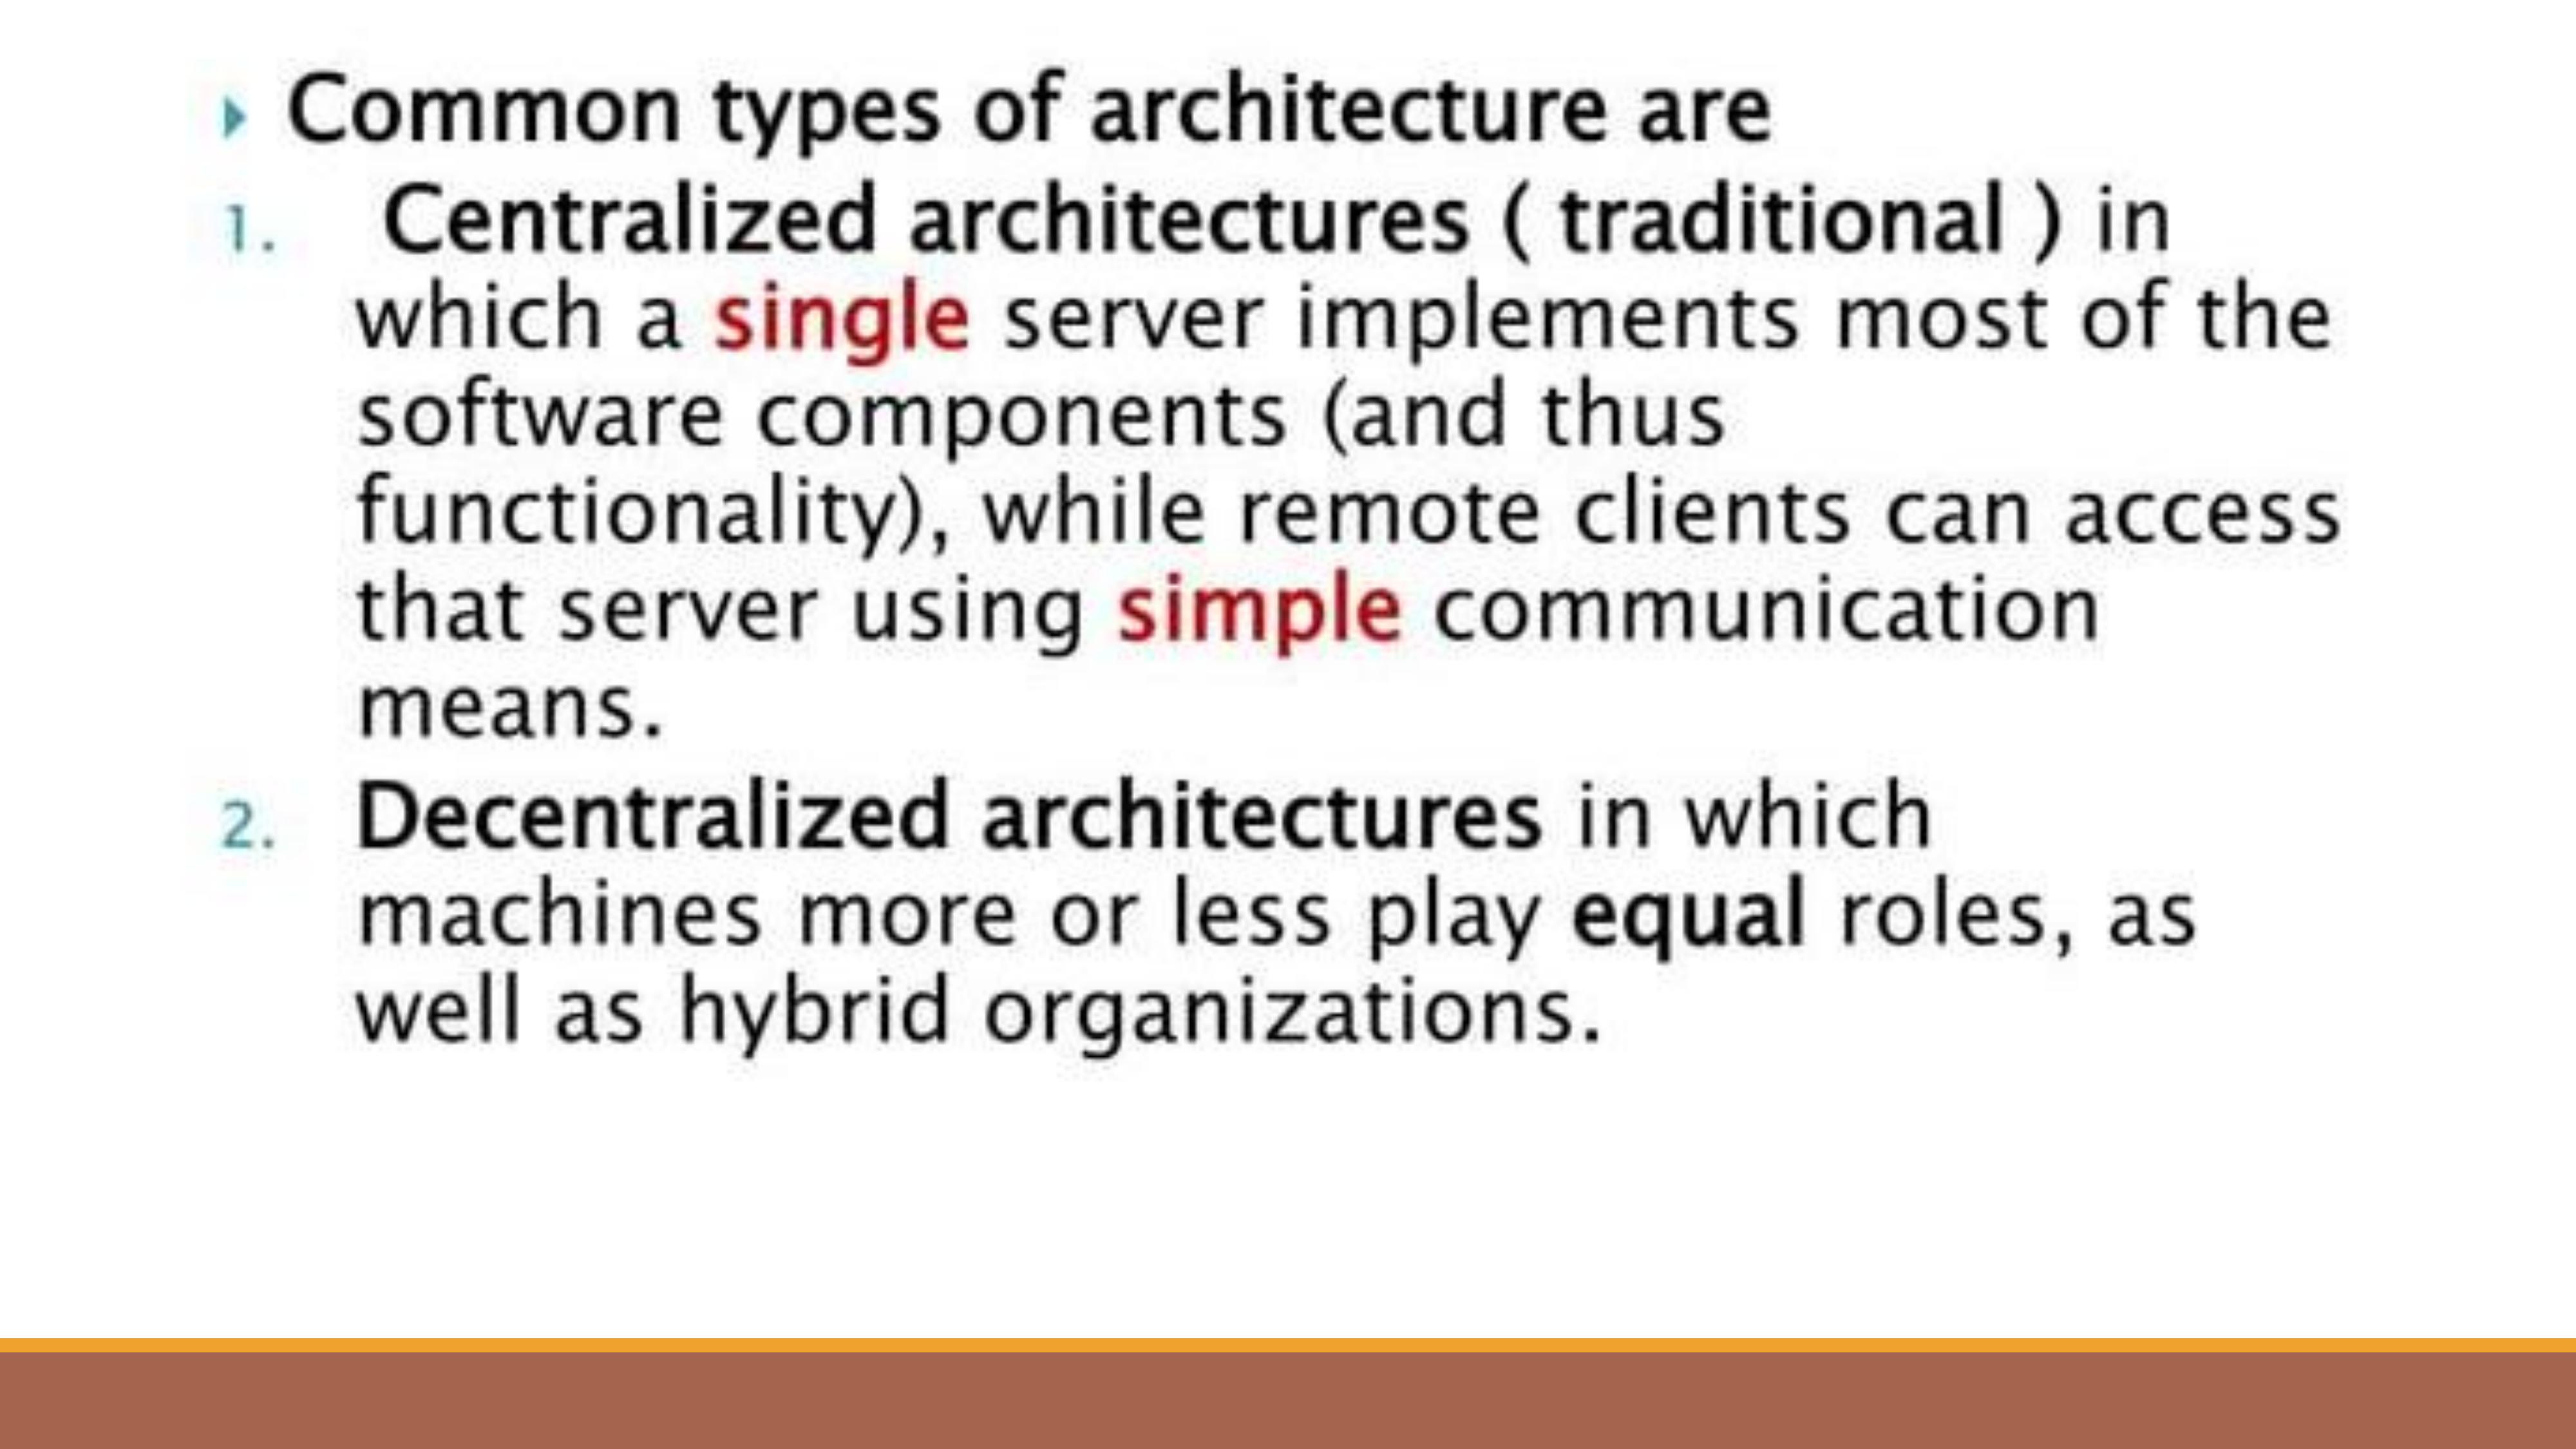 Common types of architecture are
1. Centralized architectures ( traditional ) in
which a single server implements most of the
software components (and thus
functionality), while remote clients can access
that server using simple communication
means.
2. Decentralized architectures in which
machines more or less play equal roles, as
well as hybrid organizations.